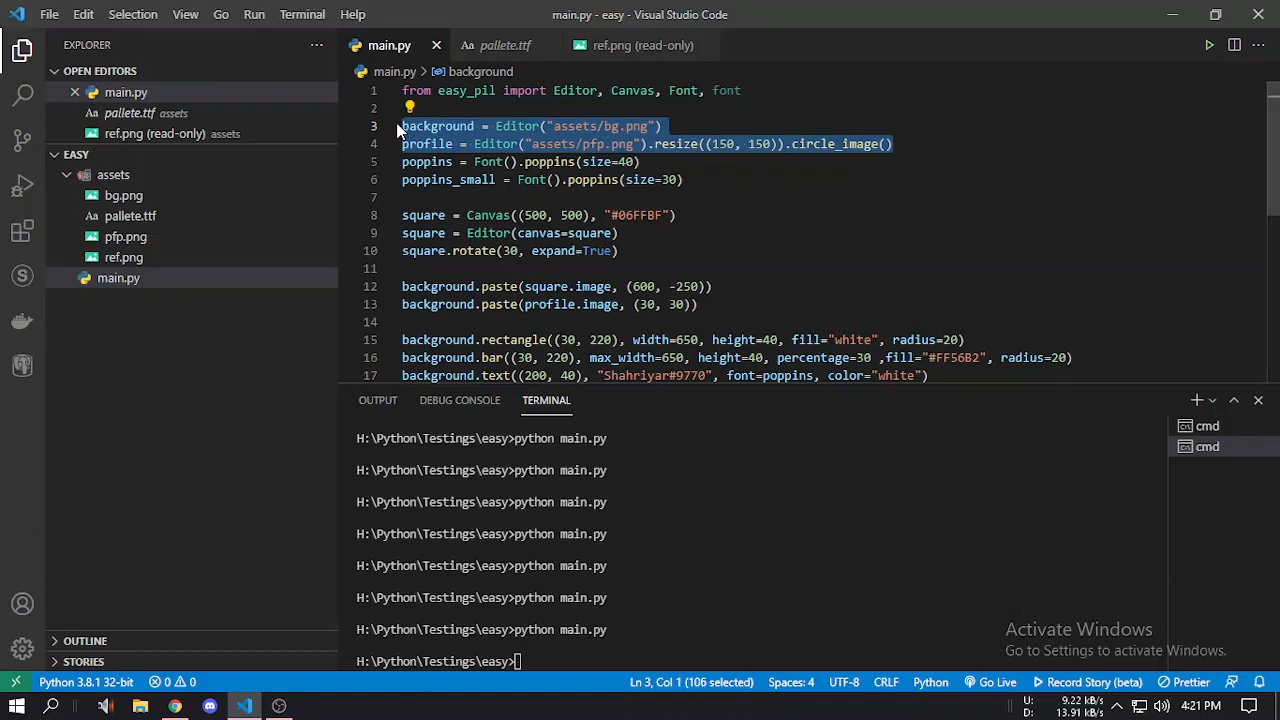 File Edit Selection View Go Run Terminal Help main.py - easy - Visual Studio Code
EXPLORER
main.py
pallete.ttf
ref.png (read-only)
OPEN EDITORS
main.py
pallete.ttf assets
ref.png (read-only) assets
EASY
assets
bg.png
pallete.ttf
pfp.png
ref.png
main.py
OUTLINE
STORIES
main.py > background
1 from easy_pil import Editor, Canvas, Font, font
2
3 background = Editor("assets/bg.png")
4 profile = Editor("assets/pfp.png").resize((150, 150)).circle_image()
5 poppins = Font().poppins(size=40)
6 poppins_small = Font().poppins(size=30)
7
8 square = Canvas((500, 500), "#06FFBF")
9 square = Editor(canvas=square)
10 square.rotate(30, expand=True)
11
12 background.paste(square.image, (600, -250))
13 background.paste(profile.image, (30, 30))
14
15 background.rectangle((30, 220), width=650, height=40, fill="white", radius=20)
16 background.bar((30, 220), max_width=650, height=40, percentage=30 ,fill="#FF56B2", radius=20)
17 background.text((200, 40), "Shahriyar#9770", font=poppins, color="white")
OUTPUT DEBUG CONSOLE TERMINAL
H:\Python\Testings\easy>python main.py
H:\Python\Testings\easy>python main.py
H:\Python\Testings\easy>python main.py
H:\Python\Testings\easy>python main.py
H:\Python\Testings\easy>python main.py
H:\Python\Testings\easy>python main.py
H:\Python\Testings\easy>python main.py
H:\Python\Testings\easy>
cmd
cmd
Activate Windows
Go to Settings to activate Windows.
Python 3.8.1 32-bit 0 0 Ln 3, Col 1 (106 selected) Spaces: 4 UTF-8 CRLF Python Go Live Record Story (beta) Prettier
U: 9.22 kB/s
D: 13.91 kB/s
4:21 PM